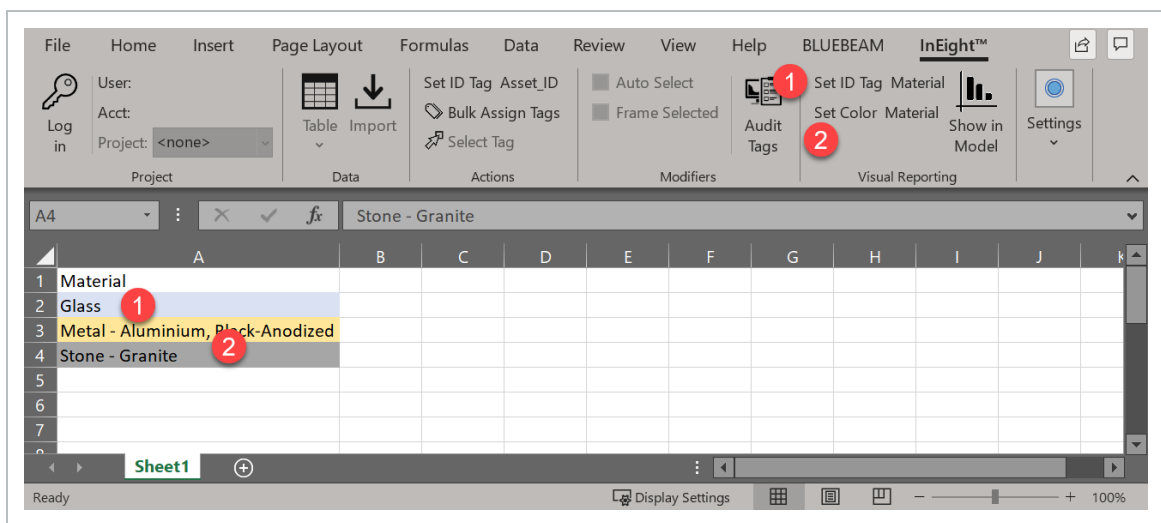 File Home Insert Page Layout Formulas Data Review View Help BLUEBEAM InEight™
User: Set ID Tag Asset_ID Auto Select 1 Set ID Tag Material
Acct: Bulk Assign Tags Frame Selected Set Color Material
Log in Table Import Audit Tags Show in Model Settings
Project: <none> Select Tag 2
Project Data Actions Modifiers Visual Reporting
A4 fx Stone - Granite
A B C D E F G H I J K
1 Material
2 Glass 1
3 Metal - Aluminium, Black-Anodized
4 Stone - Granite 2
5
6
7
Sheet1
Ready Display Settings 100%